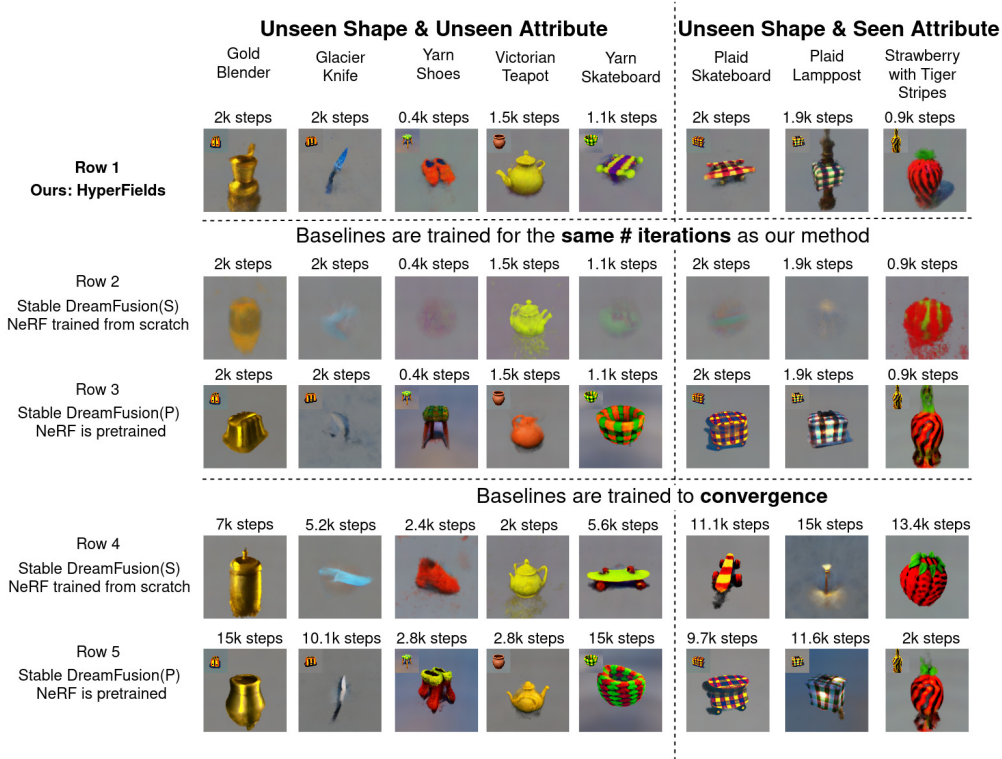 Unseen Shape & Unseen Attribute
Unseen Shape & Seen Attribute
Gold
Blender
Glacier
Knife
Yarn
Shoes
Victorian
Teapot
Yarn
Skateboard
Plaid
Skateboard
Plaid
Lamppost
Strawberry
with Tiger
Stripes
2k steps
2k steps
0.4k steps
1.5k steps
1.1k steps
2k steps
1.9k steps
0.9k steps
Row 1
Ours: HyperFields
Baselines are trained for the same # iterations as our method
2k steps
2k steps
0.4k steps
1.5k steps
1.1k steps
2k steps
1.9k steps
0.9k steps
Row 2
Stable DreamFusion(S)
NeRF trained from scratch
2k steps
2k steps
0.4k steps
1.5k steps
1.1k steps
2k steps
1.9k steps
0.9k steps
Row 3
Stable DreamFusion(P)
NeRF is pretrained
Baselines are trained to convergence
7k steps
5.2k steps
2.4k steps
2k steps
5.6k steps
11.1k steps
15k steps
13.4k steps
Row 4
Stable DreamFusion(S)
NeRF trained from scratch
15k steps
10.1k steps
2.8k steps
2.8k steps
15k steps
9.7k steps
11.6k steps
2k steps
Row 5
Stable DreamFusion(P)
NeRF is pretrained